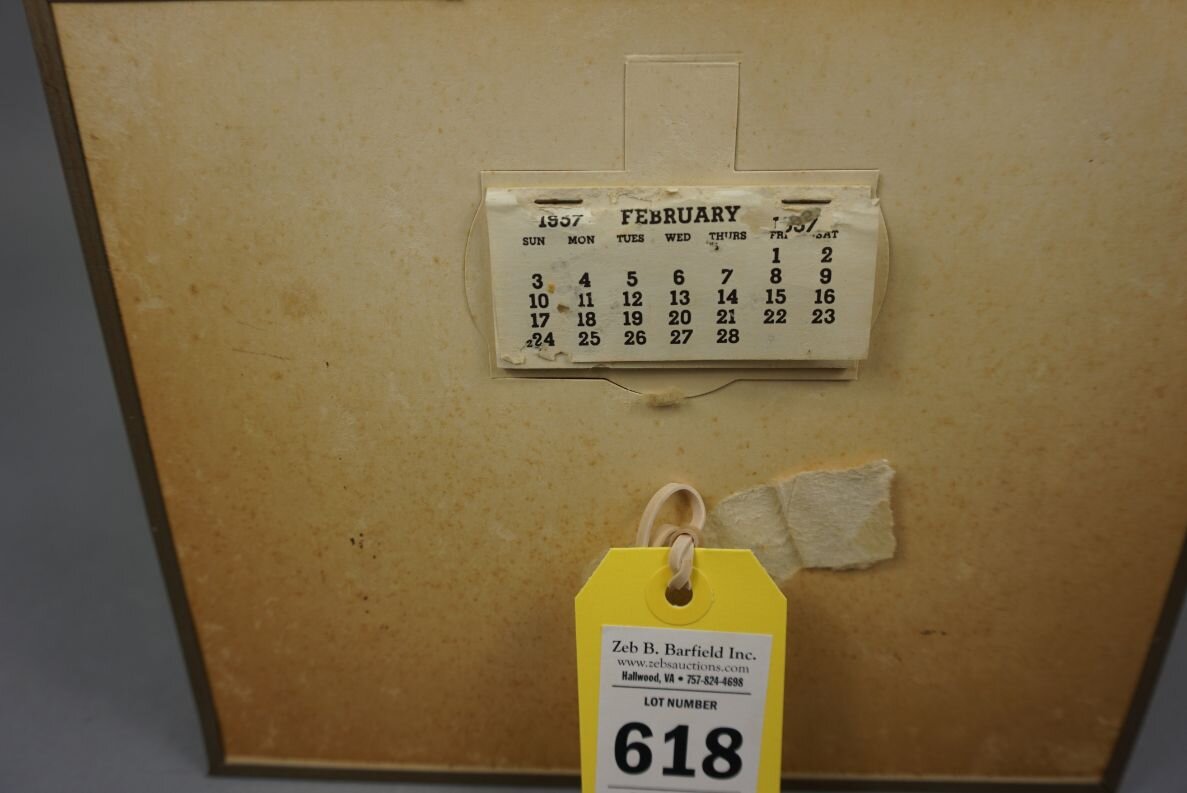 1957 FEBRUARY 1957
SUN MON TUES WED THURS FRI SAT
1 2
3 4 5 6 7 8 9
10 11 12 13 14 15 16
17 18 19 20 21 22 23
24 25 26 27 28
Zeb B. Barfield Inc.
www.zebsauctions.com
Hallwood, VA • 757-824-4698
LOT NUMBER
618